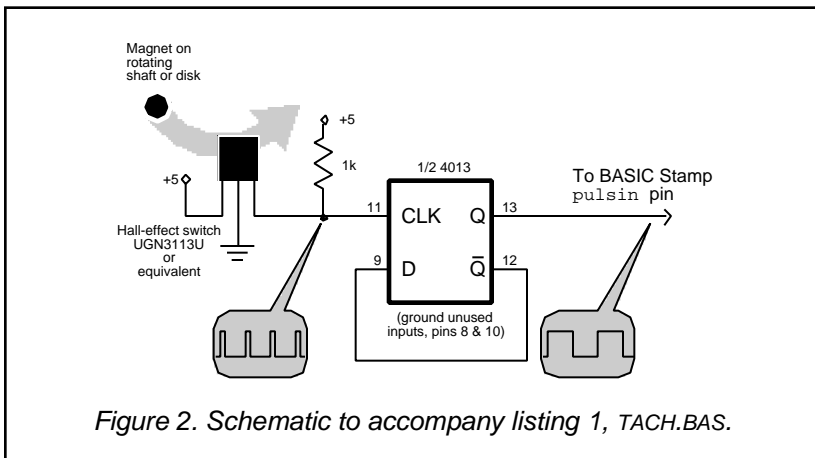 Magnet on
rotating
shaft or disk
+5
1k
+5
Hall-effect switch
UGN3113U
or
equivalent
1/2 4013
11
CLK
Q
13
9
D
Q̅
12
(ground unused
inputs, pins 8 & 10)
To BASIC Stamp
pulsin pin
Figure 2. Schematic to accompany listing 1, TACH.BAS.